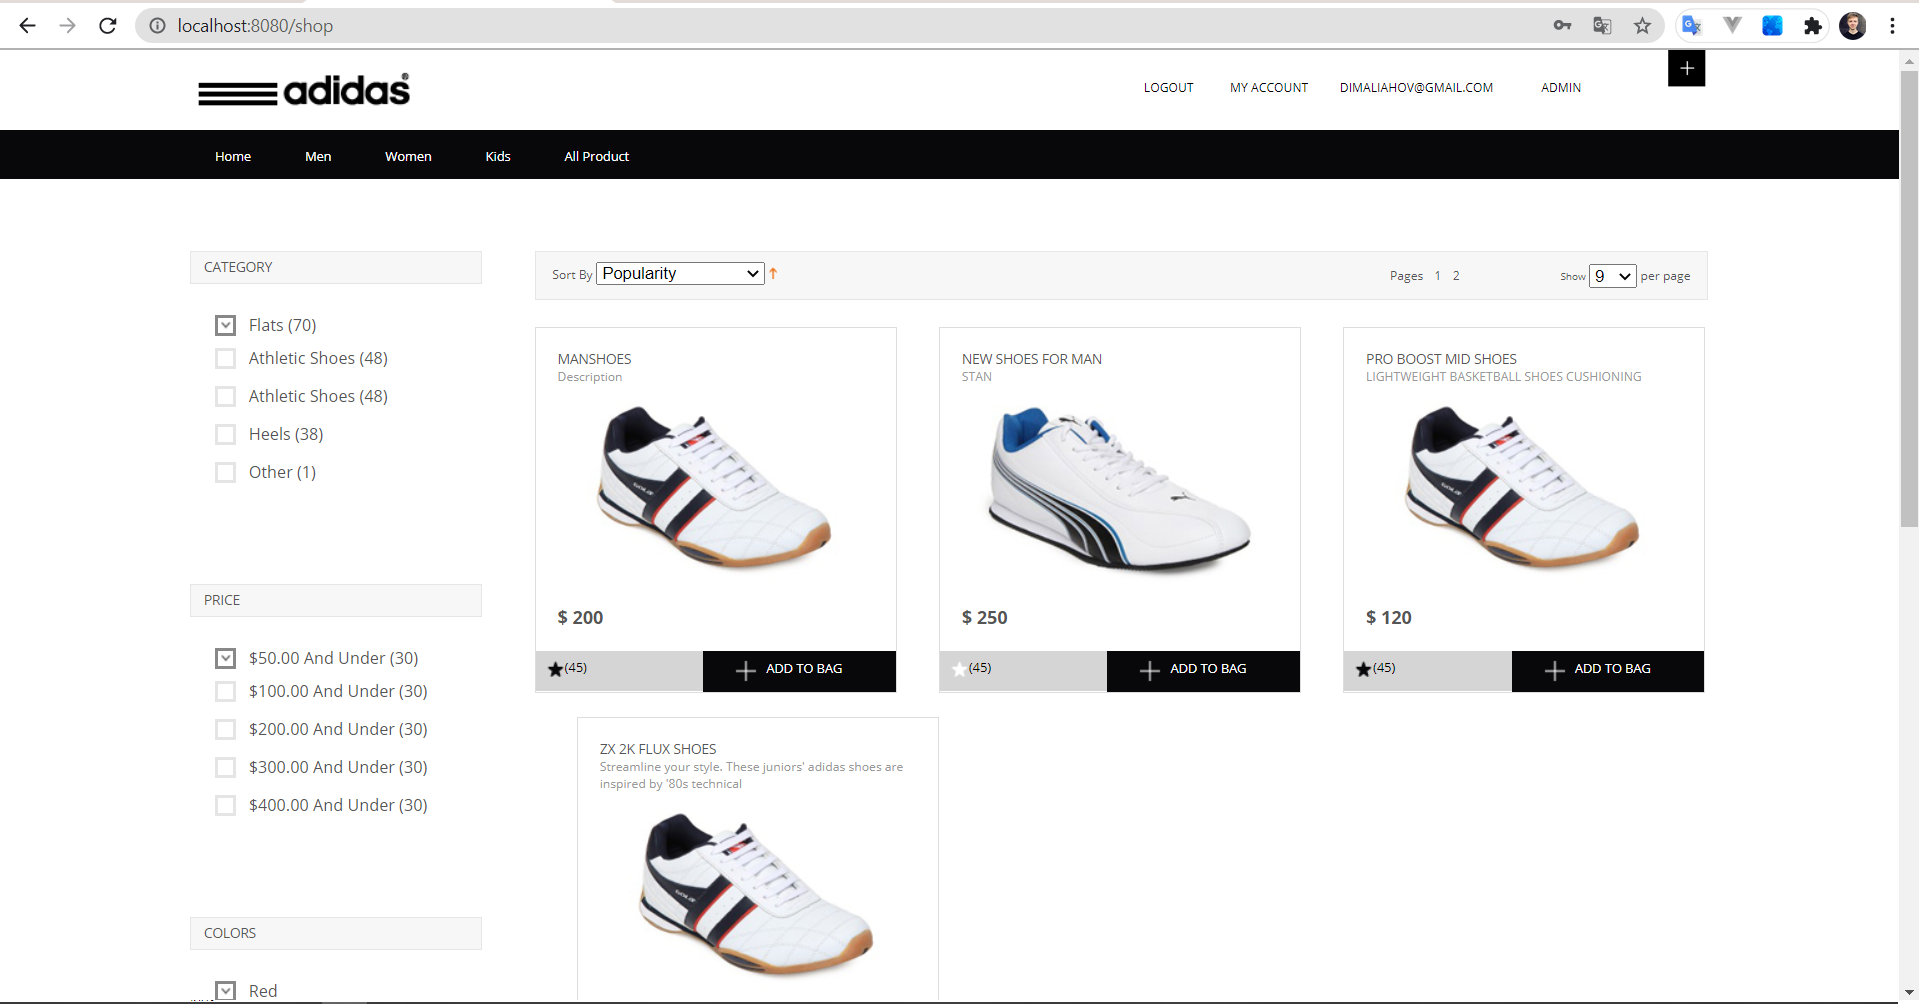 localhost:8080/shop
adidas®
LOGOUT MY ACCOUNT DIMALIAHOV@GMAIL.COM ADMIN
Home Men Women Kids All Product
CATEGORY
Flats (70)
Athletic Shoes (48)
Athletic Shoes (48)
Heels (38)
Other (1)
PRICE
$50.00 And Under (30)
$100.00 And Under (30)
$200.00 And Under (30)
$300.00 And Under (30)
$400.00 And Under (30)
COLORS
Red
Sort By Popularity
Pages 1 2
Show 9 per page
MANSHOES
Description
$ 200
(45)
ADD TO BAG
NEW SHOES FOR MAN
STAN
$ 250
(45)
ADD TO BAG
PRO BOOST MID SHOES
LIGHTWEIGHT BASKETBALL SHOES CUSHIONING
$ 120
(45)
ADD TO BAG
ZX 2K FLUX SHOES
Streamline your style. These juniors' adidas shoes are
inspired by '80s technical